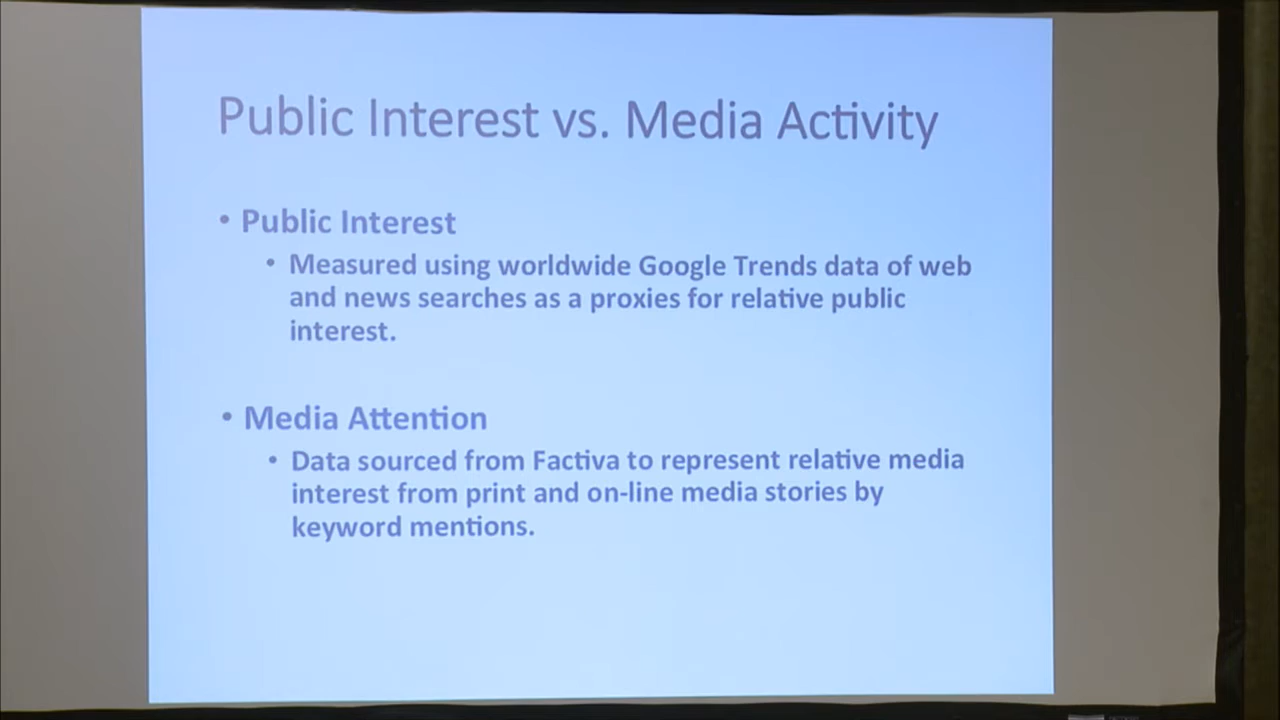 Public Interest vs. Media Activity
• Public Interest
• Measured using worldwide Google Trends data of web
and news searches as a proxies for relative public
interest.
• Media Attention
• Data sourced from Factiva to represent relative media
interest from print and on-line media stories by
keyword mentions.